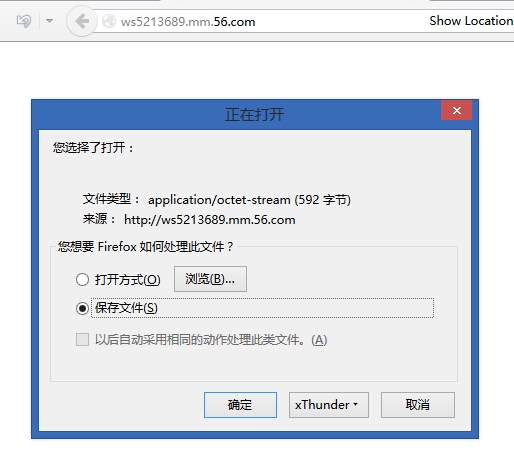 ws5213689.mm.56.com
Show Location
正在打开
您选择了打开：
文件类型： application/octet-stream (592 字节)
来源： http://ws5213689.mm.56.com
您想要 Firefox 如何处理此文件？
打开方式(O) 浏览(B)...
保存文件(S)
以后自动采用相同的动作处理此类文件。(A)
确定 xThunder 取消